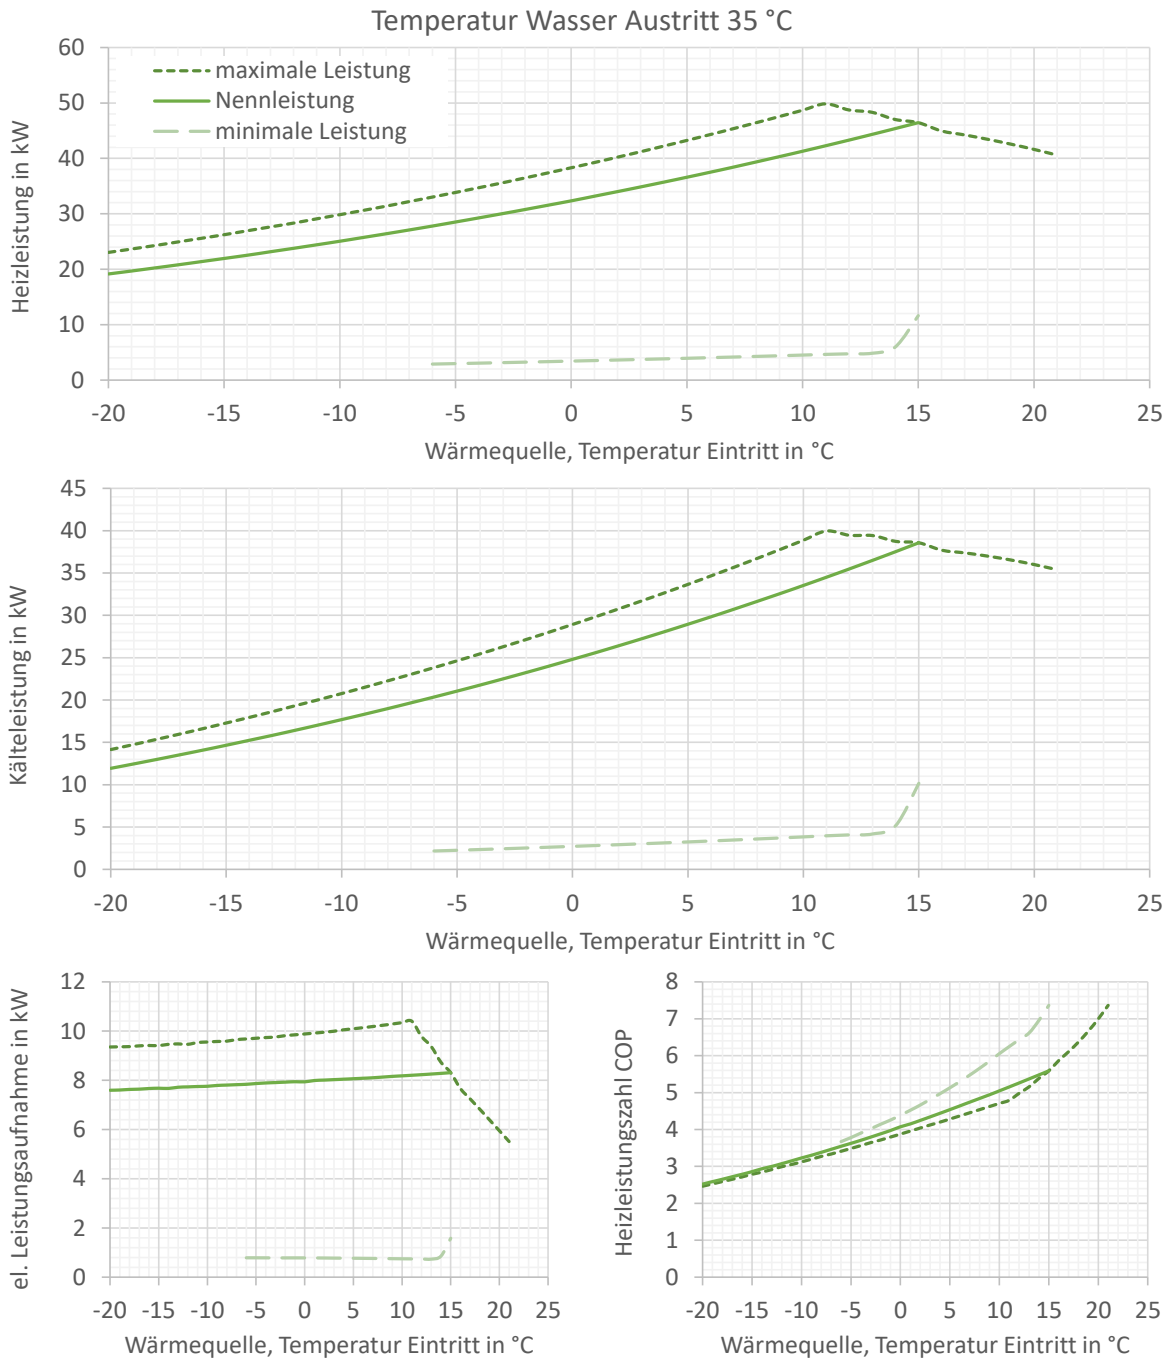 Temperatur Wasser Austritt 35 °C
Heizleistung in kW
60
50
40
30
20
10
0
maximale Leistung
Nennleistung
minimale Leistung
-20 -15 -10 -5 0 5 10 15 20 25
Wärmequelle, Temperatur Eintritt in °C
Kälteleistung in kW
45
40
35
30
25
20
15
10
5
0
-20 -15 -10 -5 0 5 10 15 20 25
Wärmequelle, Temperatur Eintritt in °C
el. Leistungsaufnahme in kW
12
10
8
6
4
2
0
-20 -15 -10 -5 0 5 10 15 20 25
Wärmequelle, Temperatur Eintritt in °C
Heizleistungszahl COP
8
7
6
5
4
3
2
1
0
-20 -15 -10 -5 0 5 10 15 20 25
Wärmequelle, Temperatur Eintritt in °C